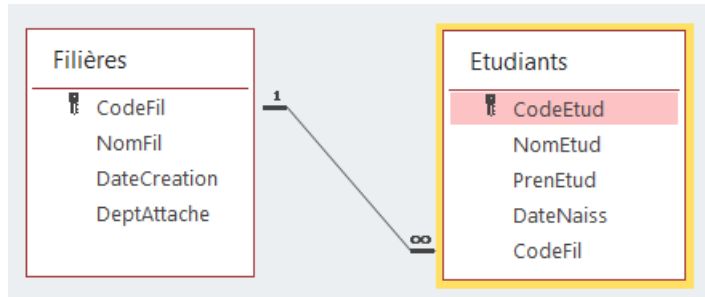 Filières
CodeFil
NomFil
DateCreation
DeptAttache
1
∞
Etudiants
CodeEtud
NomEtud
PrenEtud
DateNaiss
CodeFil